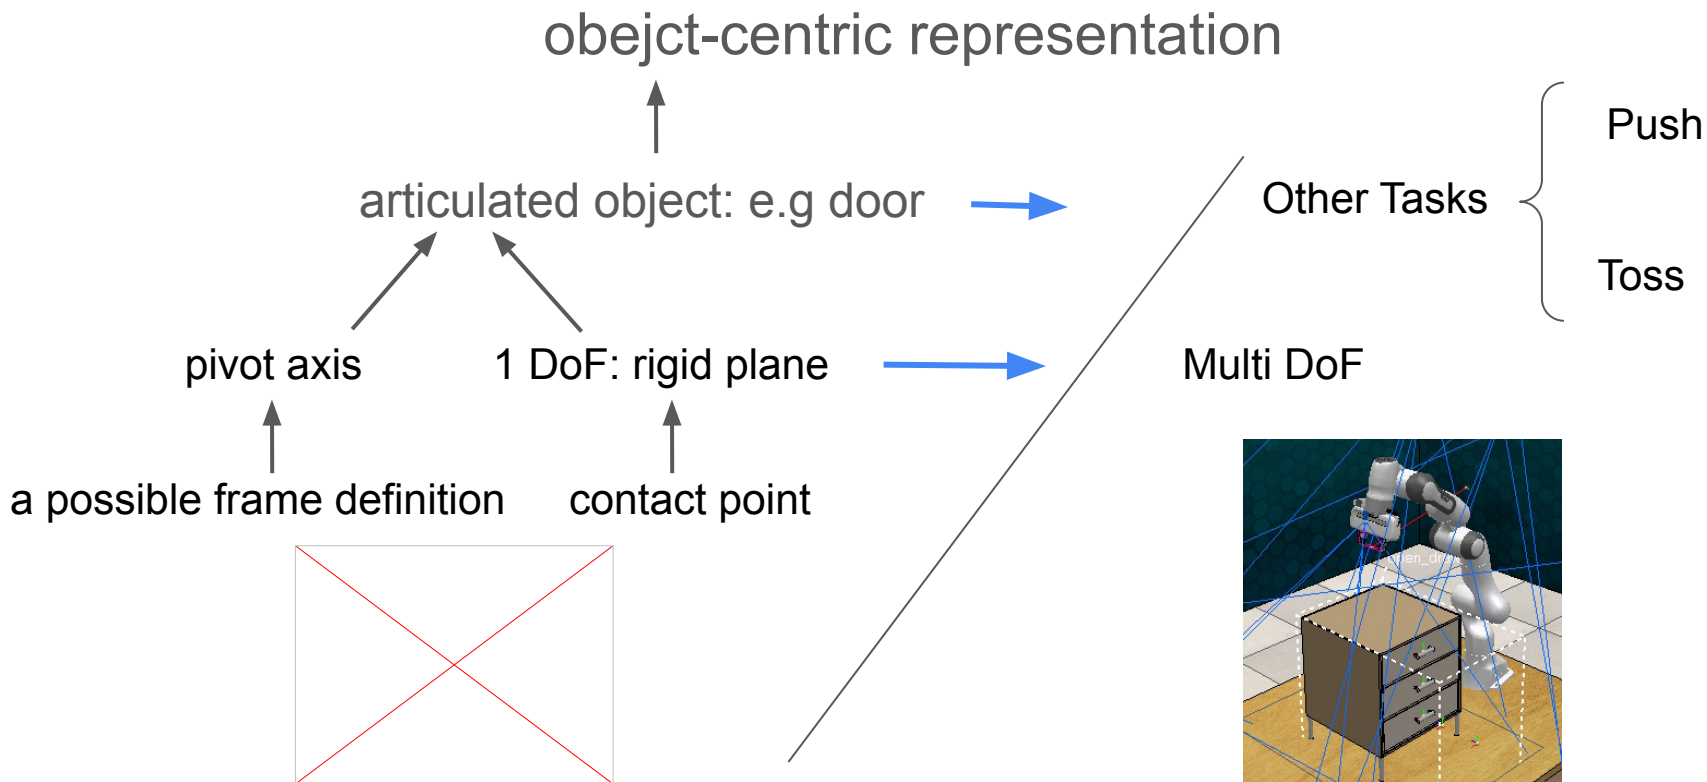 obejct-centric representation
Push
articulated object: e.g door
Other Tasks
Toss
pivot axis
1 DoF: rigid plane
Multi DoF
a possible frame definition
contact point